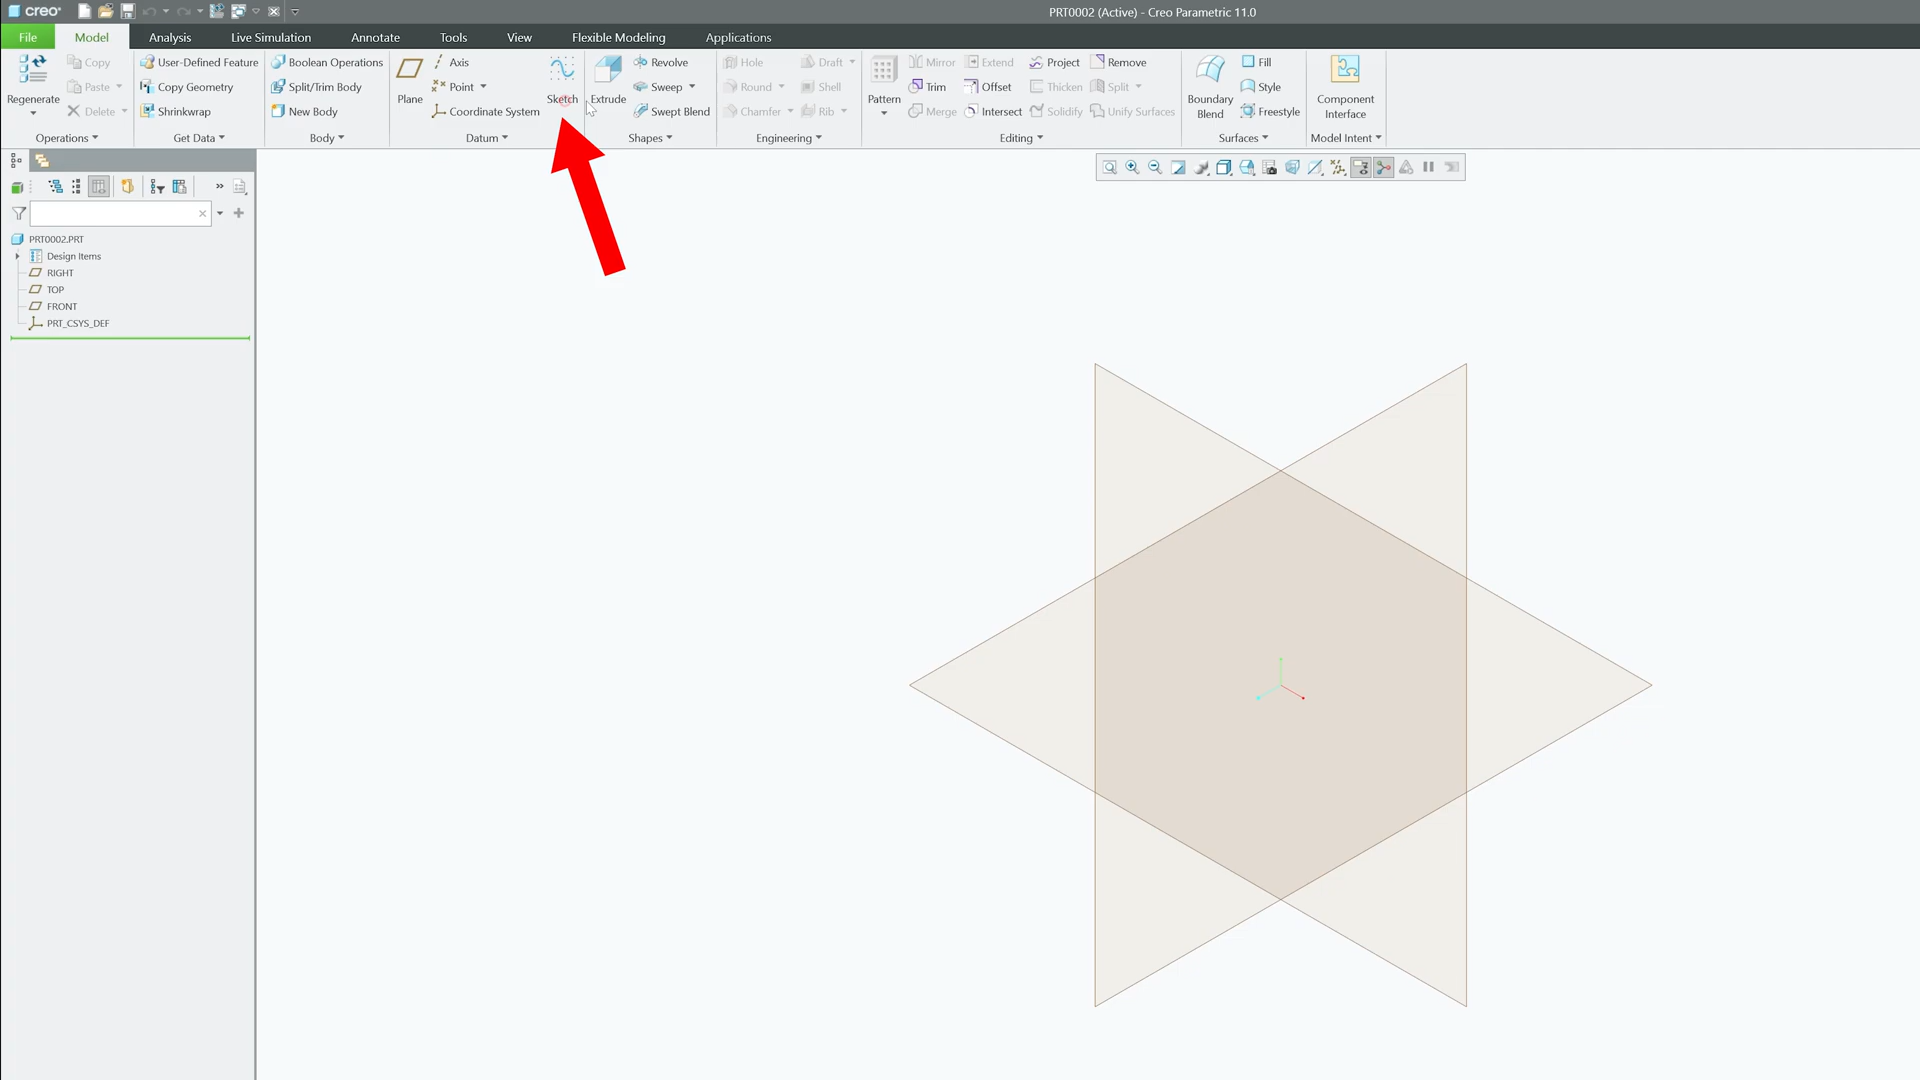 creo
PRT0002 (Active) - Creo Parametric 11.0
File Model Analysis Live Simulation Annotate Tools View Flexible Modeling Applications
Regenerate
Copy
Paste
Delete
Operations
User-Defined Feature
Copy Geometry
Shrinkwrap
Get Data
Boolean Operations
Split/Trim Body
New Body
Body
Plane
Axis
Point
Coordinate System
Sketch
Datum
Extrude
Revolve
Sweep
Swept Blend
Shapes
Hole
Round
Chamfer
Draft
Shell
Rib
Engineering
Pattern
Mirror
Trim
Merge
Extend
Offset
Intersect
Project
Thicken
Solidify
Remove
Split
Unify Surfaces
Editing
Boundary
Blend
Fill
Style
Freestyle
Surfaces
Component
Interface
Model Intent
PRT0002.PRT
Design Items
RIGHT
TOP
FRONT
PRT_CSYS_DEF